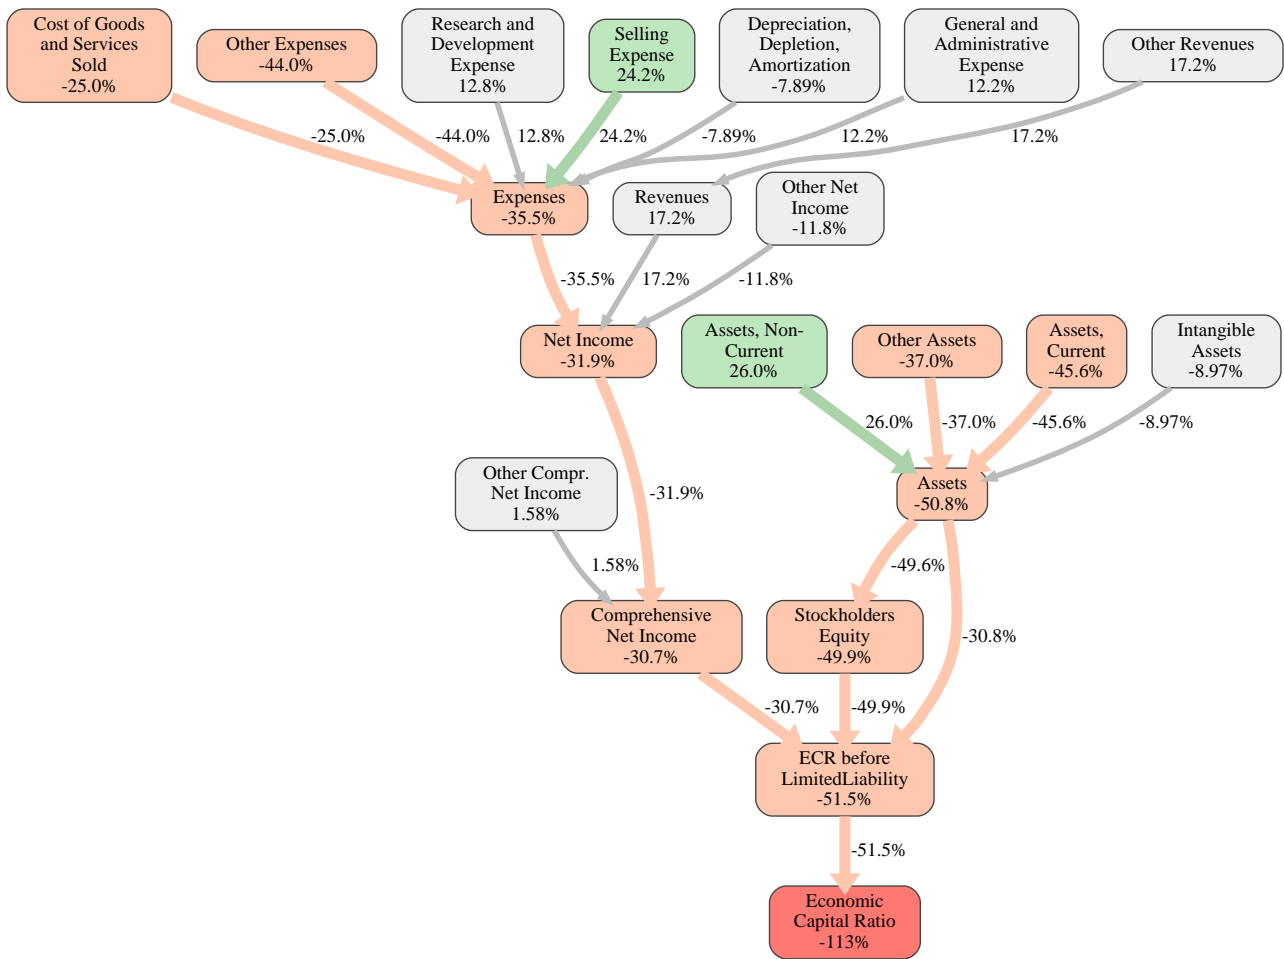 Cost of Goods
and Services
Sold
-25.0%
Other Expenses
-44.0%
Research and
Development
Expense
12.8%
Selling
Expense
24.2%
Depreciation,
Depletion,
Amortization
-7.89%
General and
Administrative
Expense
12.2%
Other Revenues
17.2%
-25.0%
-44.0%
12.8%
24.2%
-7.89%
12.2%
17.2%
Expenses
-35.5%
Revenues
17.2%
Other Net
Income
-11.8%
-35.5%
17.2%
-11.8%
Net Income
-31.9%
Assets, Non-
Current
26.0%
Other Assets
-37.0%
Assets,
Current
-45.6%
Intangible
Assets
-8.97%
26.0%
-37.0%
-45.6%
-8.97%
Other Compr.
Net Income
1.58%
-31.9%
Assets
-50.8%
1.58%
-49.6%
-30.8%
Comprehensive
Net Income
-30.7%
Stockholders
Equity
-49.9%
-30.7%
-49.9%
ECR before
LimitedLiability
-51.5%
-51.5%
Economic
Capital Ratio
-113%